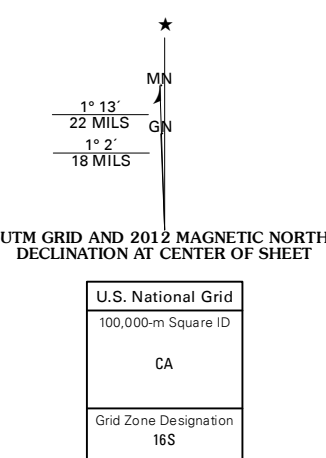 ★
MN
1° 13´
22 MILS
GN
1° 2´
18 MILS
UTM GRID AND 2012 MAGNETIC NORTH
DECLINATION AT CENTER OF SHEET
U.S. National Grid
100,000-m Square ID
CA
Grid Zone Designation
16S